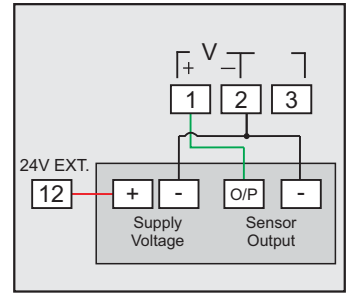 V
+ −
1 2 3
24V EXT.
12 + - O/P -
Supply Sensor
Voltage Output